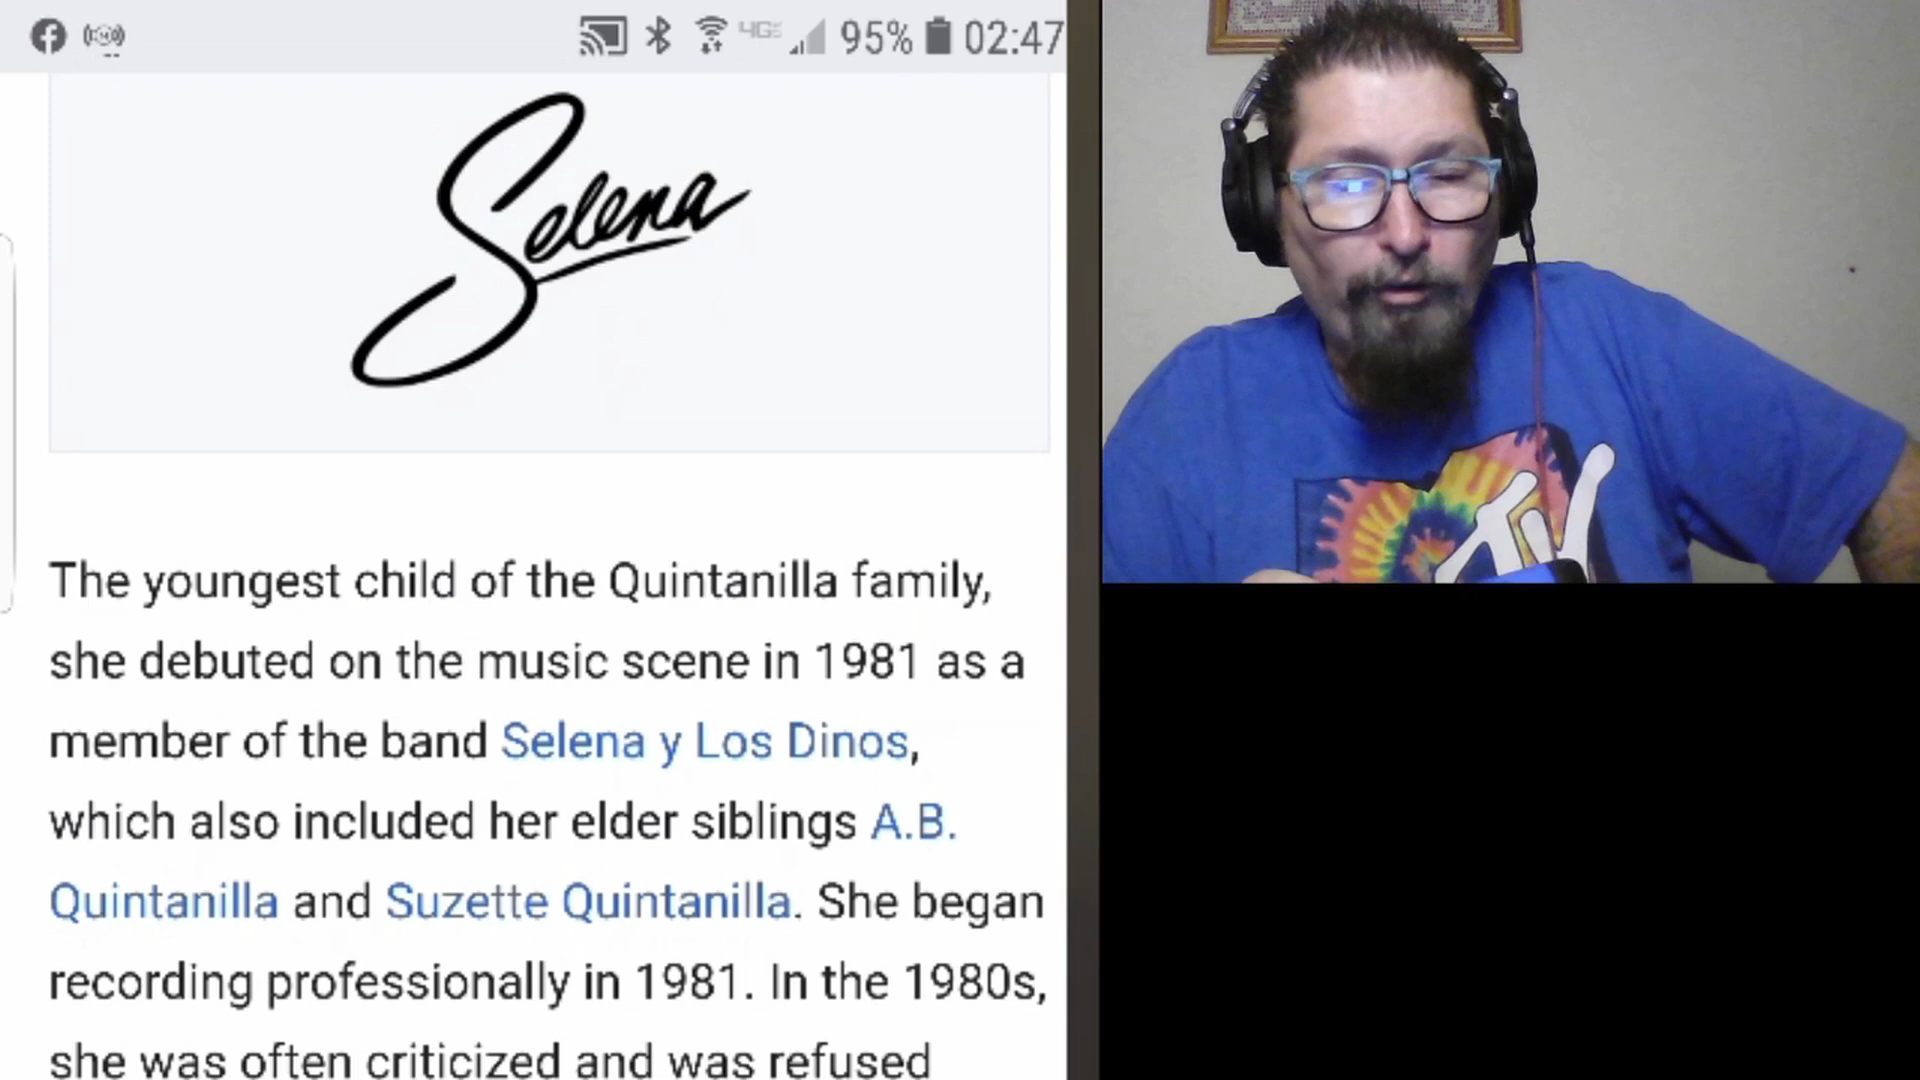 4G
95% 02:47
Selena
The youngest child of the Quintanilla family,
she debuted on the music scene in 1981 as a
member of the band Selena y Los Dinos,
which also included her elder siblings A.B.
Quintanilla and Suzette Quintanilla. She began
recording professionally in 1981. In the 1980s,
she was often criticized and was refused
TV